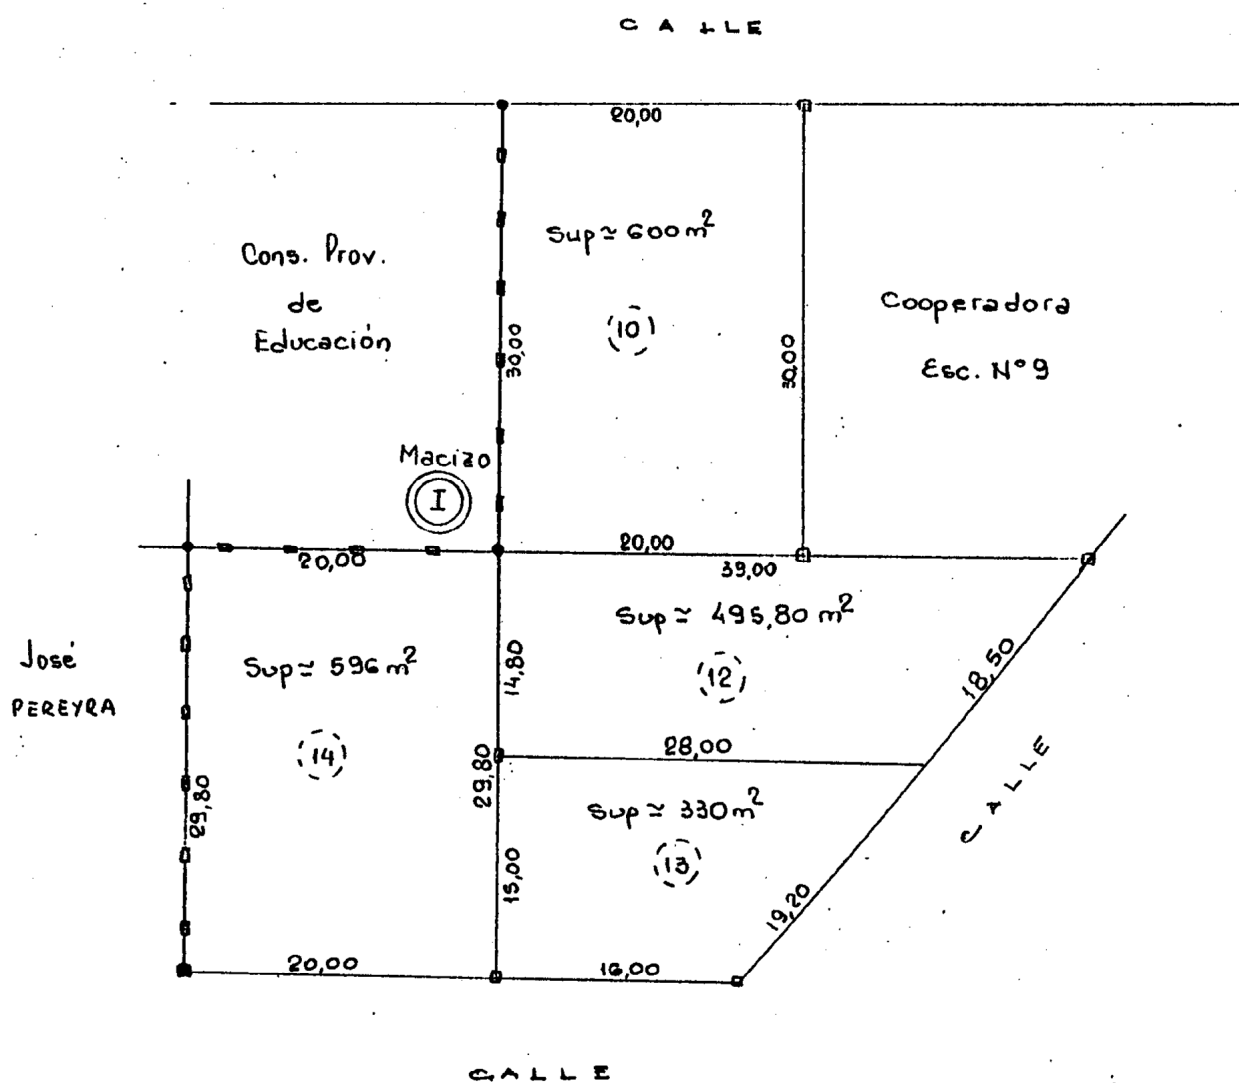 CALLE
20,00
Sup ≃ 600 m²
Cons. Prov.
de
Educación
10
Cooperadora
Esc. N° 9
30,00
30,00
Macizo
I
20,00
20,00
39,00
Sup ≃ 495,80 m²
José
PEREYRA
Sup ≃ 596 m²
14,80
12
18,50
14
28,00
29,80
29,80
Sup ≃ 330 m²
CALLE
13
15,00
19,20
20,00
16,00
CALLE